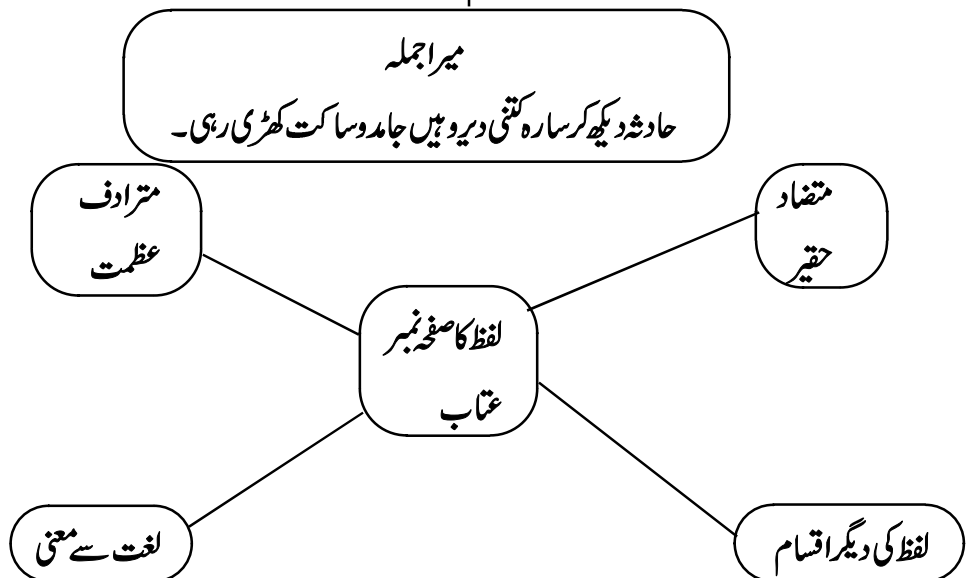 میرا جملہ
حادثہ دیکھ کر سارہ کتنی دیر وہیں جامد و ساکت کھڑی رہی۔
متضاد
حقیر
مترادف
عظمت
لفظ کا صفحہ نمبر
عتاب
لفظ کی دیگر اقسام
لغت سے معنی